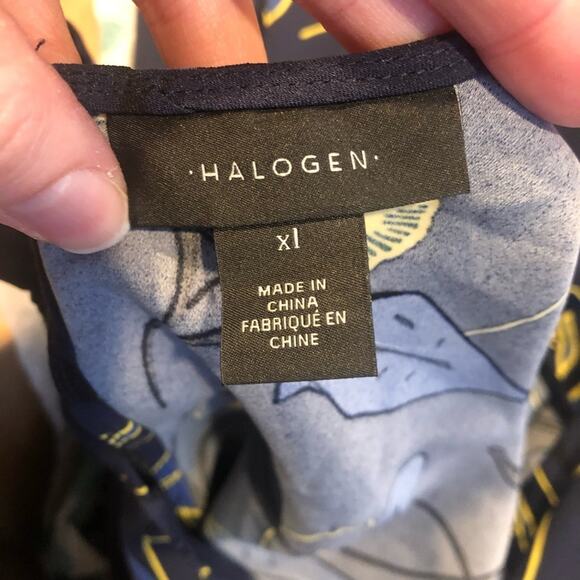 ·HALOGEN·
xl
MADE IN
CHINA
FABRIQUÉ EN
CHINE